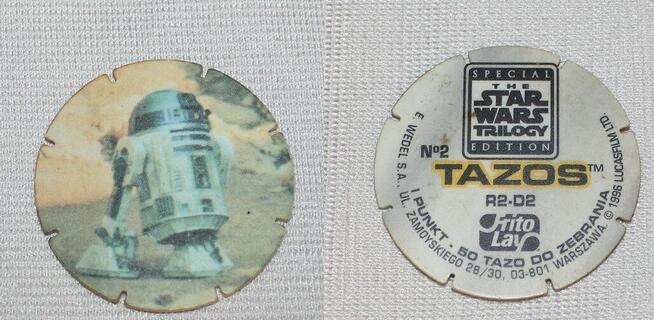 SPECIAL
THE
STAR
WARS
TRILOGY
EDITION
Nº2
TAZOS™
R2-D2
Frito
Lay
1 PUNKT - 50 TAZO DO ZEBRANIA
E. WEDEL S.A., UL. ZAMOYSKIEGO 28/30, 03-801 WARSZAWA. © 1996 LUCASFILM LTD.